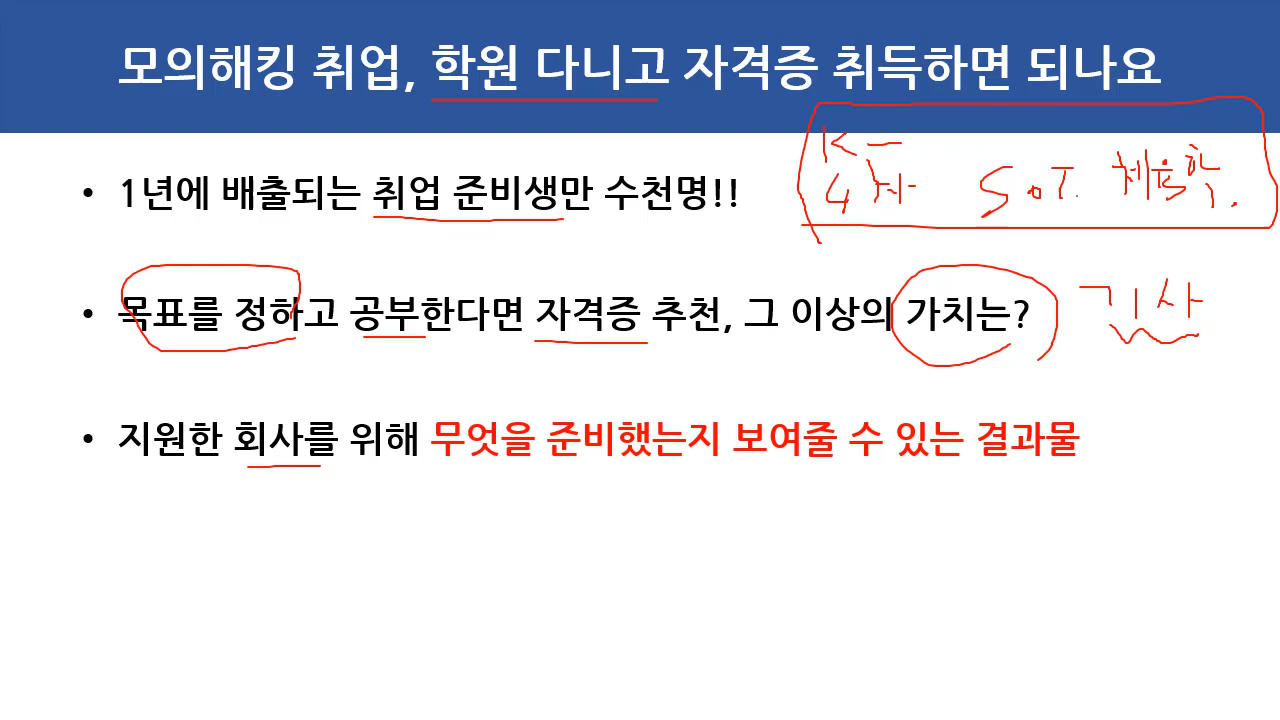 모의해킹 취업, 학원 다니고 자격증 취득하면 되나요
• 1년에 배출되는 취업 준비생만 수천명!!
• 목표를 정하고 공부한다면 자격증 추천, 그 이상의 가치는?
기사
• 지원한 회사를 위해 무엇을 준비했는지 보여줄 수 있는 결과물